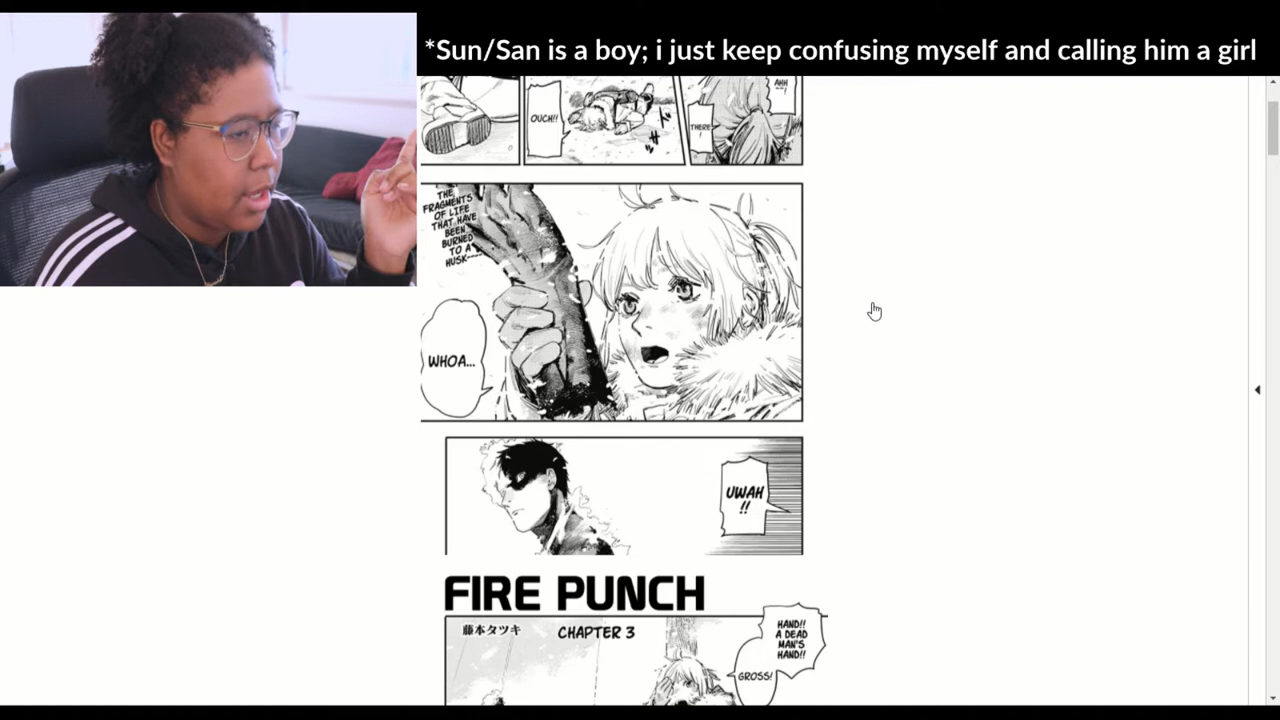 *Sun/San is a boy; i just keep confusing myself and calling him a girl
AHH
OUCH!!
THERE
!
THE
FRAGMENTS
OF LIFE
THAT HAVE
BEEN
BURNED
TO A
HUSK
WHOA...
UWAH
!!
FIRE PUNCH
藤本タツキ
CHAPTER 3
HAND!!
A DEAD
MAN'S
HAND!!
GROSS!